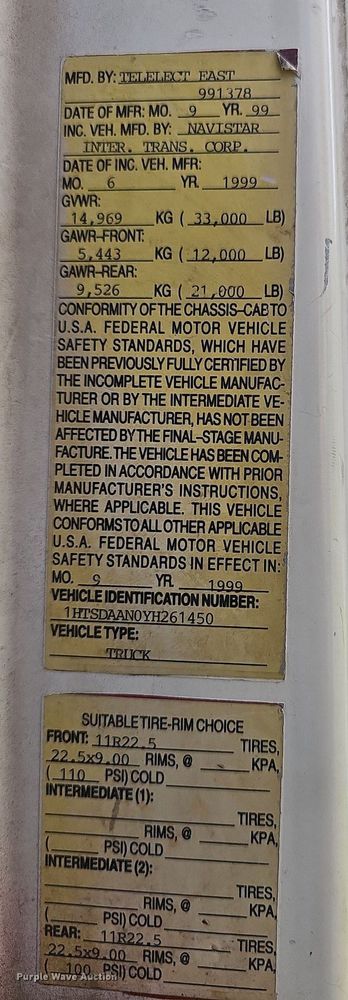 MFD. BY: TELELECT EAST
991378
DATE OF MFR: MO. 9 YR. 99
INC. VEH. MFD. BY: NAVISTAR
INTER. TRANS. CORP.
DATE OF INC. VEH. MFR:
MO. 6 YR. 1999
GVWR:
14,969 KG ( 33,000 LB)
GAWR-FRONT:
5,443 KG ( 12,000 LB)
GAWR-REAR:
9,526 KG ( 21,000 LB)
CONFORMITY OF THE CHASSIS-CAB TO
U.S.A. FEDERAL MOTOR VEHICLE
SAFETY STANDARDS, WHICH HAVE
BEEN PREVIOUSLY FULLY CERTIFIED BY
THE INCOMPLETE VEHICLE MANUFAC-
TURER OR BY THE INTERMEDIATE VE-
HICLE MANUFACTURER, HAS NOT BEEN
AFFECTED BY THE FINAL-STAGE MANU-
FACTURE. THE VEHICLE HAS BEEN COM-
PLETED IN ACCORDANCE WITH PRIOR
MANUFACTURER'S INSTRUCTIONS,
WHERE APPLICABLE. THIS VEHICLE
CONFORMS TO ALL OTHER APPLICABLE
U.S.A. FEDERAL MOTOR VEHICLE
SAFETY STANDARDS IN EFFECT IN:
MO. 9 YR. 1999
VEHICLE IDENTIFICATION NUMBER:
1HTSDAAN0YH261450
VEHICLE TYPE:
TRUCK
SUITABLE TIRE-RIM CHOICE
FRONT: 11R22.5 TIRES,
22.5x9.00 RIMS, @ KPA,
( 110 PSI) COLD
INTERMEDIATE (1):
TIRES,
RIMS, @ KPA,
( PSI) COLD
INTERMEDIATE (2):
TIRES,
RIMS, @ KPA,
( PSI) COLD
REAR: 11R22.5 TIRES,
22.5x9.00 RIMS, @ KPA,
( 100 PSI) COLD
Purple Wave Auction